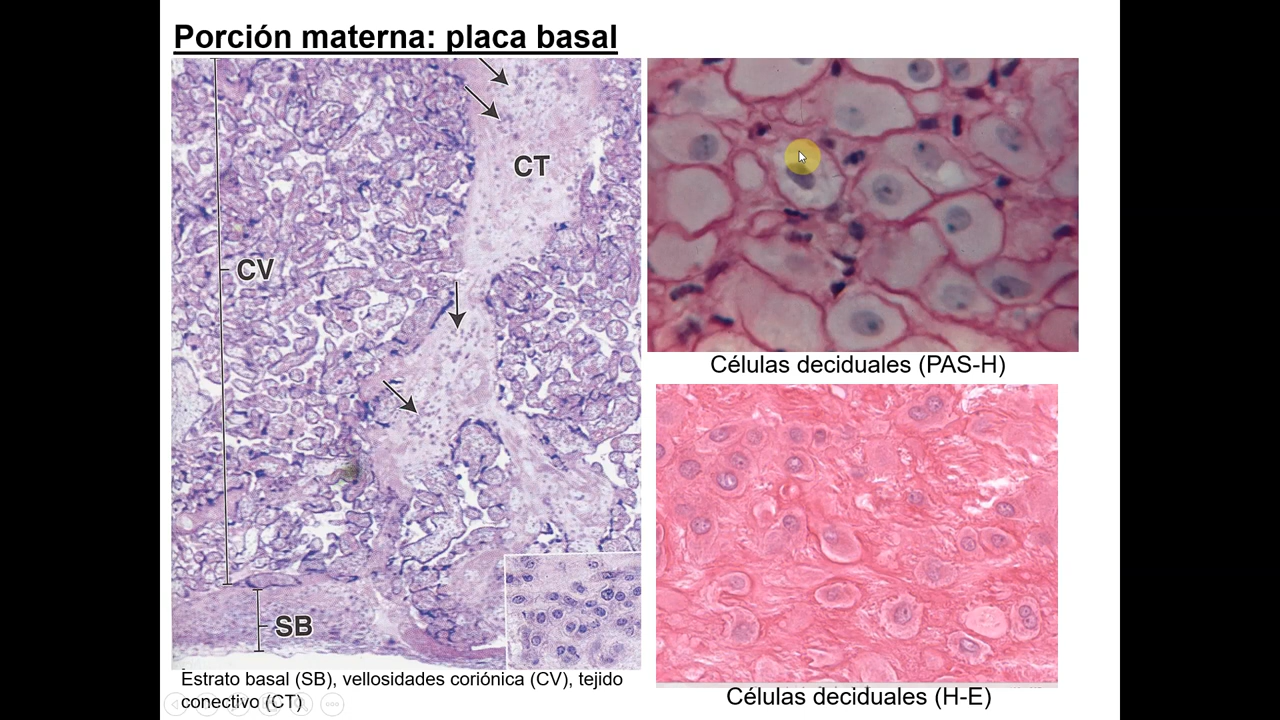 Porción materna: placa basal
CT
CV
SB
Estrato basal (SB), vellosidades coriónica (CV), tejido
conectivo (CT)
Células deciduales (PAS-H)
Células deciduales (H-E)